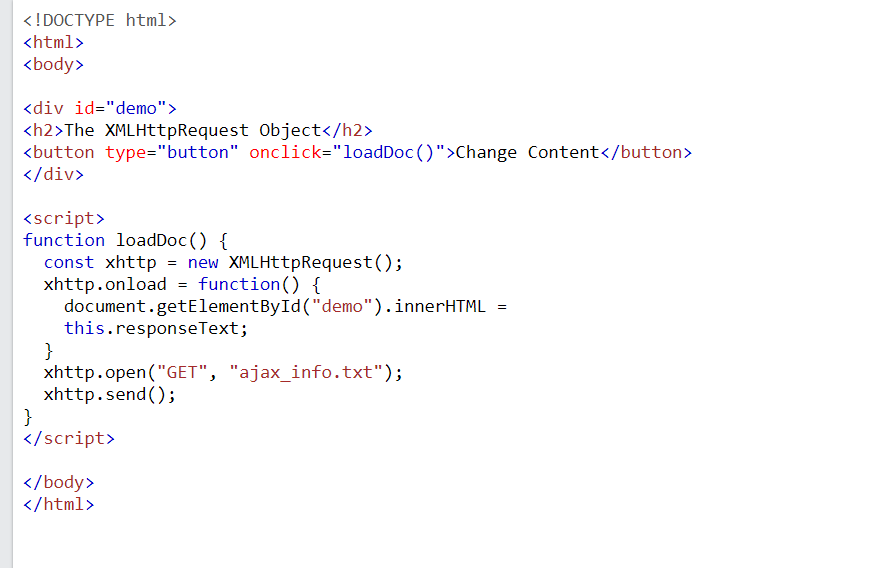 <!DOCTYPE html>
<html>
<body>

<div id="demo">
<h2>The XMLHttpRequest Object</h2>
<button type="button" onclick="loadDoc()">Change Content</button>
</div>

<script>
function loadDoc() {
  const xhttp = new XMLHttpRequest();
  xhttp.onload = function() {
    document.getElementById("demo").innerHTML =
    this.responseText;
  }
  xhttp.open("GET", "ajax_info.txt");
  xhttp.send();
}
</script>

</body>
</html>